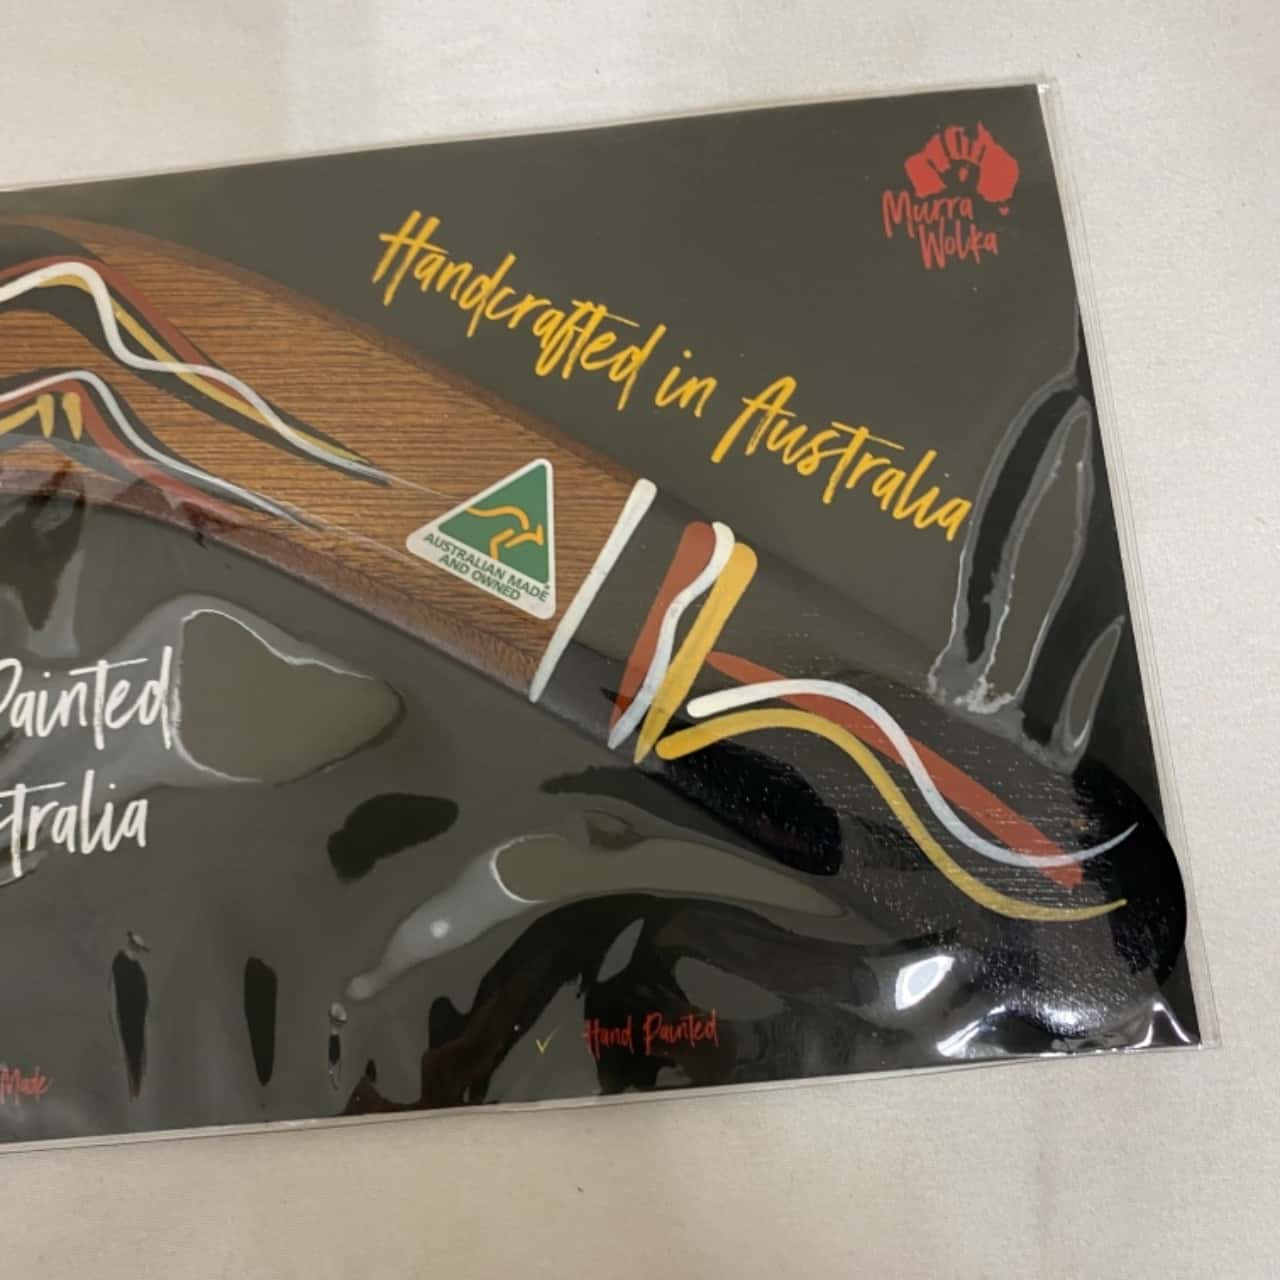 Murra
Wolka
Handcrafted in Australia
AUSTRALIAN MADE
AND OWNED
Painted
tralia
Hand Painted
Made